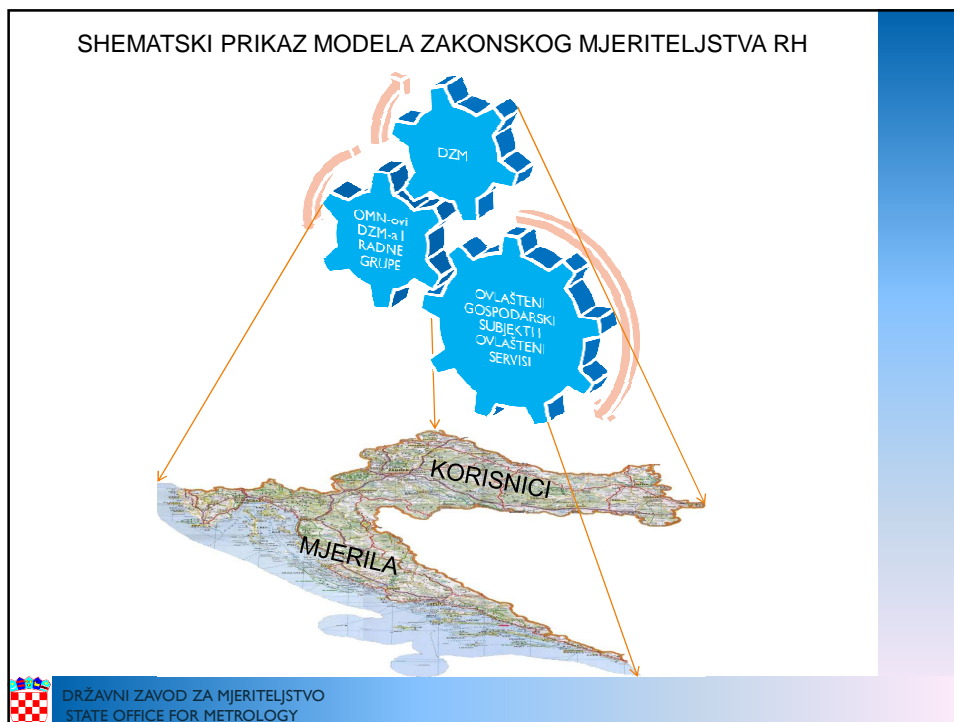 SHEMATSKI PRIKAZ MODELA ZAKONSKOG MJERITELJSTVA RH
DZM
OMN-ovi
DZM-a I
RADNE
GRUPE
OVLAŠTENI
GOSPODARSKI
SUBJEKTI I
OVLAŠTENI
SERVISI
KORISNICI
MJERILA
DRŽAVNI ZAVOD ZA MJERITELJSTVO
STATE OFFICE FOR METROLOGY